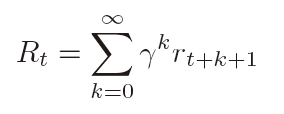 $R_t = \sum_{k=0}^{\infty} \gamma^k r_{t+k+1}$